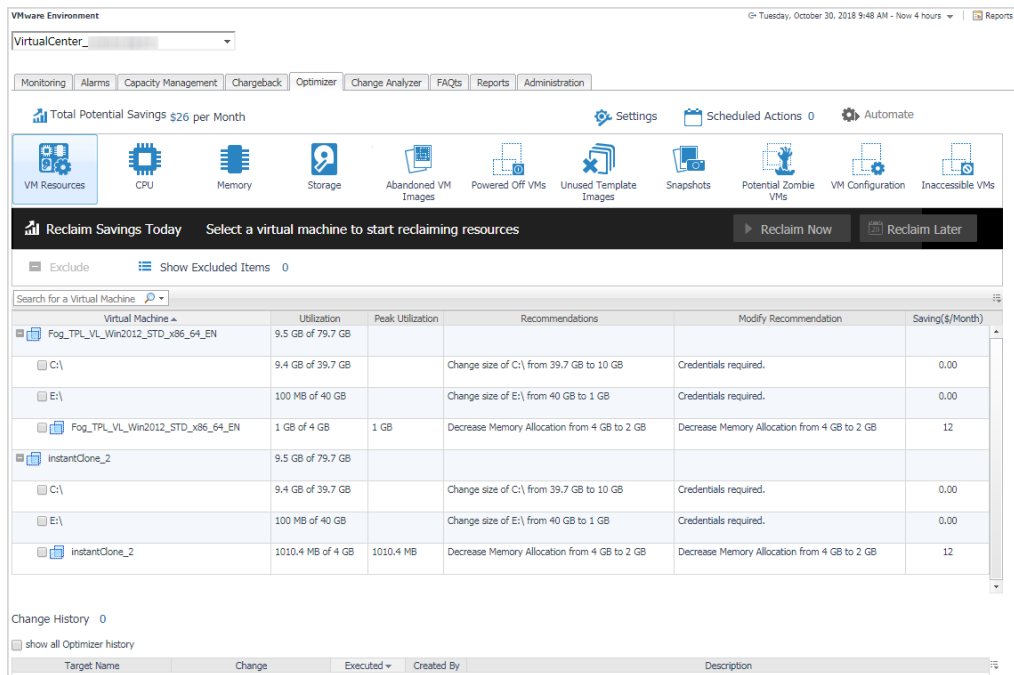 VMware Environment
Tuesday, October 30, 2018 9:48 AM - Now 4 hours | Reports
VirtualCenter_
Monitoring Alarms Capacity Management Chargeback Optimizer Change Analyzer FAQts Reports Administration
Total Potential Savings $26 per Month Settings Scheduled Actions 0 Automate
VM Resources CPU Memory Storage Abandoned VM Images Powered Off VMs Unused Template Images Snapshots Potential Zombie VMs VM Configuration Inaccessible VMs
Reclaim Savings Today Select a virtual machine to start reclaiming resources Reclaim Now Reclaim Later
Exclude Show Excluded Items 0
Search for a Virtual Machine
Virtual Machine Utilization Peak Utilization Recommendations Modify Recommendation Saving($/Month)
Fog_TPL_VL_Win2012_STD_x86_64_EN 9.5 GB of 79.7 GB
C:\ 9.4 GB of 39.7 GB Change size of C:\ from 39.7 GB to 10 GB Credentials required. 0.00
E:\ 100 MB of 40 GB Change size of E:\ from 40 GB to 1 GB Credentials required. 0.00
Fog_TPL_VL_Win2012_STD_x86_64_EN 1 GB of 4 GB 1 GB Decrease Memory Allocation from 4 GB to 2 GB Decrease Memory Allocation from 4 GB to 2 GB 12
instantClone_2 9.5 GB of 79.7 GB
C:\ 9.4 GB of 39.7 GB Change size of C:\ from 39.7 GB to 10 GB Credentials required. 0.00
E:\ 100 MB of 40 GB Change size of E:\ from 40 GB to 1 GB Credentials required. 0.00
instantClone_2 1010.4 MB of 4 GB 1010.4 MB Decrease Memory Allocation from 4 GB to 2 GB Decrease Memory Allocation from 4 GB to 2 GB 12
Change History 0
show all Optimizer history
Target Name Change Executed Created By Description